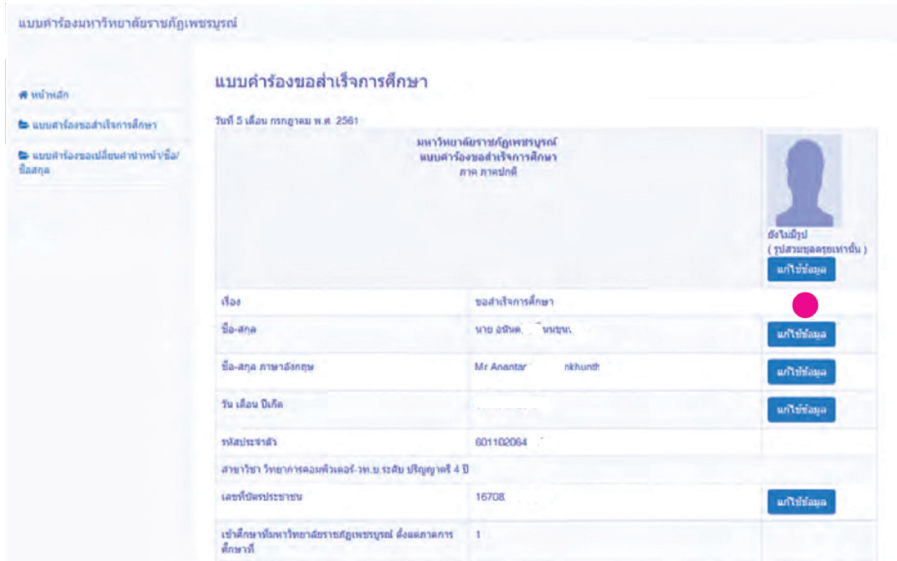 แบบคำร้องมหาวิทยาลัยราชภัฏเพชรบูรณ์
หน้าหลัก
แบบคำร้องขอสำเร็จการศึกษา
แบบคำร้องขอเปลี่ยนคำนำหน้า/ชื่อ/
ชื่อสกุล
แบบคำร้องขอสำเร็จการศึกษา
วันที่ 5 เดือน กรกฎาคม พ.ศ. 2561
มหาวิทยาลัยราชภัฏเพชรบูรณ์
แบบคำร้องขอสำเร็จการศึกษา
ภาค ภาคปกติ
ยังไม่มีรูป
( รูปสวมชุดครุยเท่านั้น )
แก้ไข้ข้อมูล
เรื่อง ขอสำเร็จการศึกษา
ชื่อ-สกุล นาย แก้ไข้ข้อมูล
ชื่อ-สกุล ภาษาอังกฤษ Mr Anantar nkhunth แก้ไข้ข้อมูล
วัน เดือน ปีเกิด แก้ไข้ข้อมูล
รหัสประจำตัว 601102064
สาขาวิชา วิทยาการคอมพิวเตอร์-วท.บ.ระดับ ปริญญาตรี 4 ปี
เลขที่บัตรประชาชน 16708 แก้ไข้ข้อมูล
เข้าศึกษาที่มหาวิทยาลัยราชภัฏเพชรบูรณ์ ตั้งแต่ภาคการ 1
ศึกษาที่